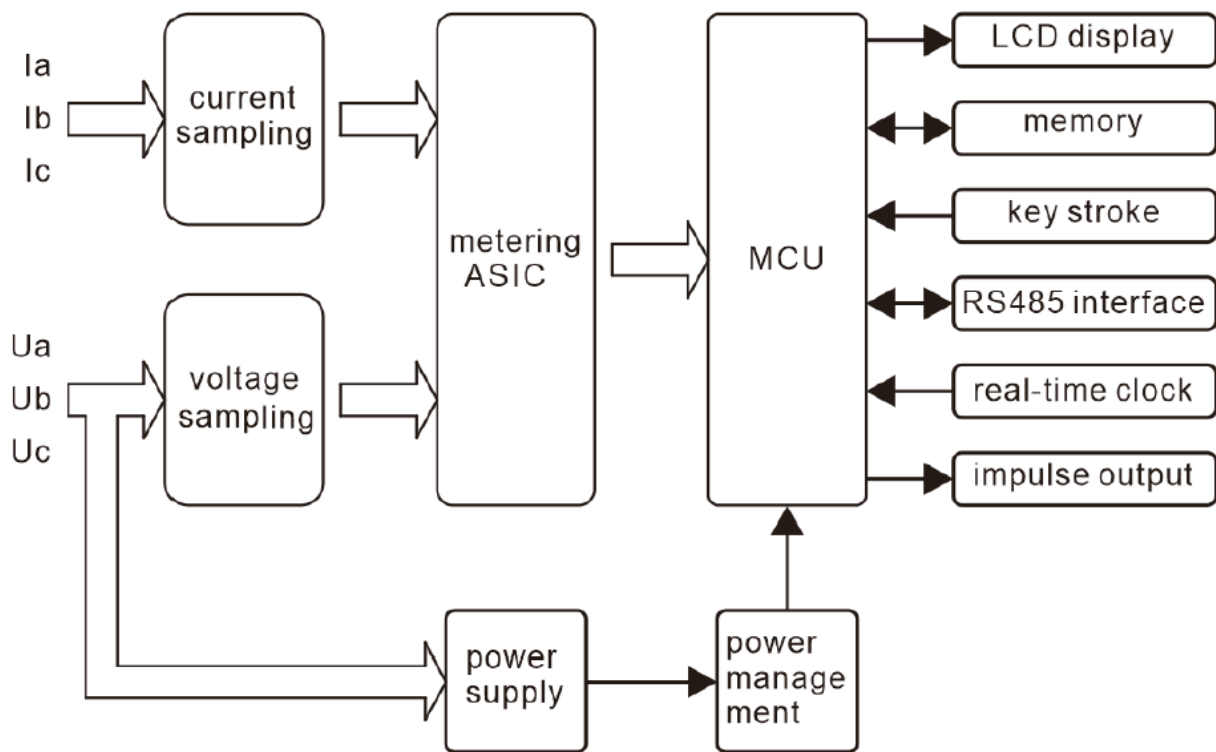 Ia
Ib
Ic
current
sampling
Ua
Ub
Uc
voltage
sampling
metering
ASIC
MCU
LCD display
memory
key stroke
RS485 interface
real-time clock
impulse output
power
supply
power
manage
ment